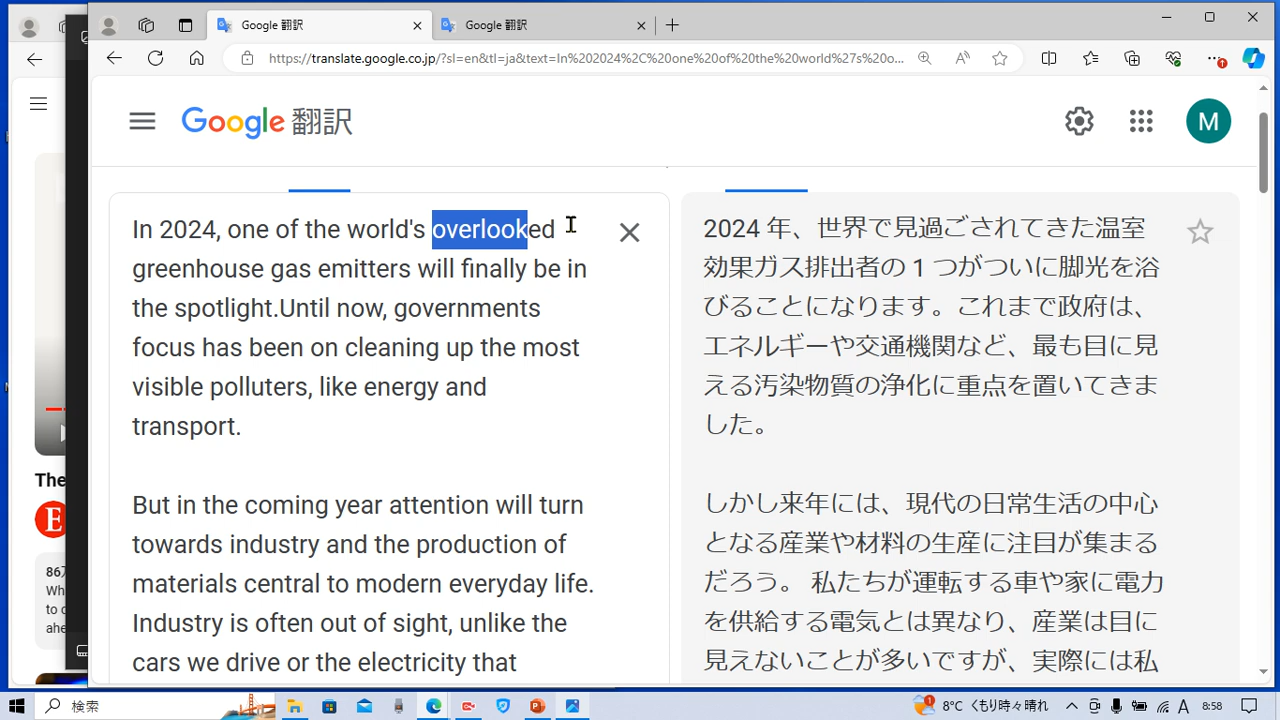 Google 翻訳
Google 翻訳
https://translate.google.co.jp/?sl=en&tl=ja&text=In%202024%2C%20one%20of%20the%20world%27s%20o...
Google 翻訳
M
In 2024, one of the world's overlooked
greenhouse gas emitters will finally be in
the spotlight.Until now, governments
focus has been on cleaning up the most
visible polluters, like energy and
transport.
But in the coming year attention will turn
towards industry and the production of
materials central to modern everyday life.
Industry is often out of sight, unlike the
cars we drive or the electricity that
2024 年、世界で見過ごされてきた温室
効果ガス排出者の 1 つがついに脚光を浴
びることになります。これまで政府は、
エネルギーや交通機関など、最も目に見
える汚染物質の浄化に重点を置いてきま
した。
しかし来年には、現代の日常生活の中心
となる産業や材料の生産に注目が集まる
だろう。 私たちが運転する車や家に電力
を供給する電気とは異なり、産業は目に
見えないことが多いですが、実際には私
The
E
86万
Wh
to c
ahe
検索
1
8°C くもり時々晴れ
A
8:58